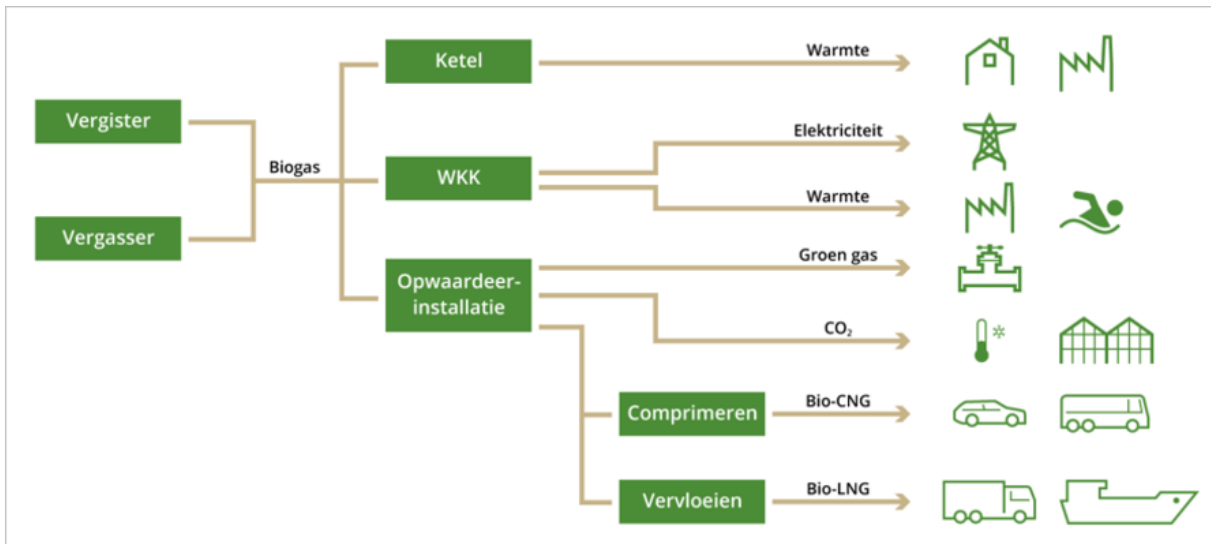 Vergister
Vergasser
Biogas
Ketel
Warmte
WKK
Elektriciteit
Warmte
Opwaardeer-
installatie
Groen gas
CO₂
Comprimeren
Bio-CNG
Vervloeien
Bio-LNG